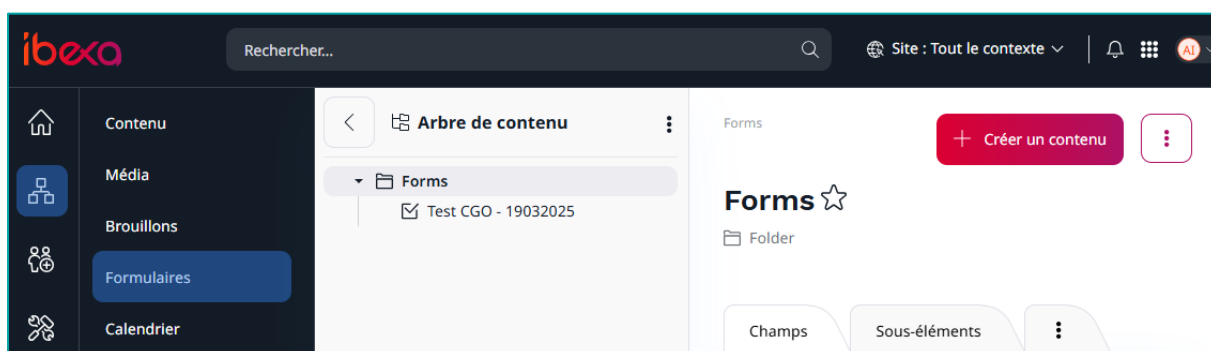 ibexa
Rechercher...
Site : Tout le contexte
AI
Contenu
Média
Brouillons
Formulaires
Calendrier
Arbre de contenu
Forms
Test CGO - 19032025
Forms
Créer un contenu
Forms
Folder
Champs
Sous-éléments